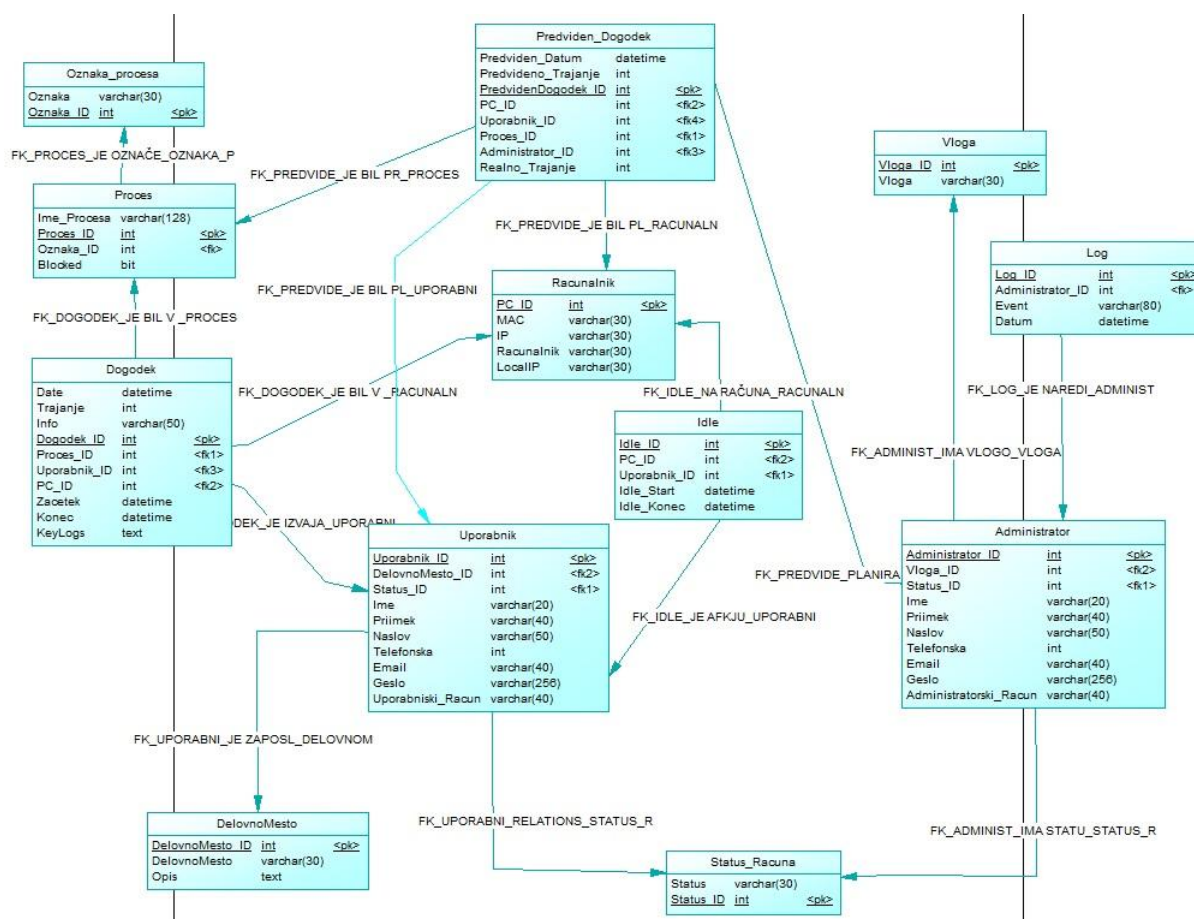 Predviden_Dogodek
Predviden_Datum datetime
Predvideno_Trajanje int
PredvidenDogodek_ID int <pk>
PC_ID int <fk2>
Uporabnik_ID int <fk4>
Proces_ID int <fk1>
Administrator_ID int <fk3>
Realno_Trajanje int
Oznaka_procesa
Oznaka varchar(30)
Oznaka_ID int <pk>
FK_PROCES_JE OZNAČE_OZNAKA_P
FK_PREDVIDE_JE BIL PR_PROCES
Proces
Ime_Procesa varchar(128)
Proces_ID int <pk>
Oznaka_ID int <fk>
Blocked bit
Vloga
Vloga_ID int <pk>
Vloga varchar(30)
FK_PREDVIDE_JE BIL PL_RACUNALN
FK_PREDVIDE_JE BIL PL_UPORABNI
Log
Log_ID int <pk>
Administrator_ID int <fk>
Event varchar(80)
Datum datetime
Racunalnik
PC_ID int <pk>
MAC varchar(30)
IP varchar(30)
Racunalnik varchar(30)
LocalIP varchar(30)
FK_DOGODEK_JE BIL V _PROCES
Dogodek
Date datetime
Trajanje int
Info varchar(50)
Dogodek_ID int <pk>
Proces_ID int <fk1>
Uporabnik_ID int <fk3>
PC_ID int <fk2>
Zacetek datetime
Konec datetime
KeyLogs text
FK_DOGODEK_JE BIL V _RACUNALN
FK_IDLE_NA RAČUNA_RACUNALN
FK_LOG_JE NAREDI_ADMINIST
Idle
Idle_ID int <pk>
PC_ID int <fk2>
Uporabnik_ID int <fk1>
Idle_Start datetime
Idle_Konec datetime
FK_ADMINIST_IMA VLOGO_VLOGA
ODEK_JE IZVAJA_UPORABNI
Uporabnik
Uporabnik_ID int <pk>
DelovnoMesto_ID int <fk2>
Status_ID int <fk1>
Ime varchar(20)
Priimek varchar(40)
Naslov varchar(50)
Telefonska int
Email varchar(40)
Geslo varchar(256)
Uporabniski_Racun varchar(40)
FK_PREDVIDE_PLANIRA
FK_IDLE_JE AFKJU_UPORABNI
Administrator
Administrator_ID int <pk>
Vloga_ID int <fk2>
Status_ID int <fk1>
Ime varchar(20)
Priimek varchar(40)
Naslov varchar(50)
Telefonska int
Email varchar(40)
Geslo varchar(256)
Administratorski_Racun varchar(40)
FK_UPORABNI_JE ZAPOSL_DELOVNOM
DelovnoMesto
DelovnoMesto_ID int <pk>
DelovnoMesto varchar(30)
Opis text
FK_UPORABNI_RELATIONS_STATUS_R
FK_ADMINIST_IMA STATU_STATUS_R
Status_Racuna
Status varchar(30)
Status_ID int <pk>